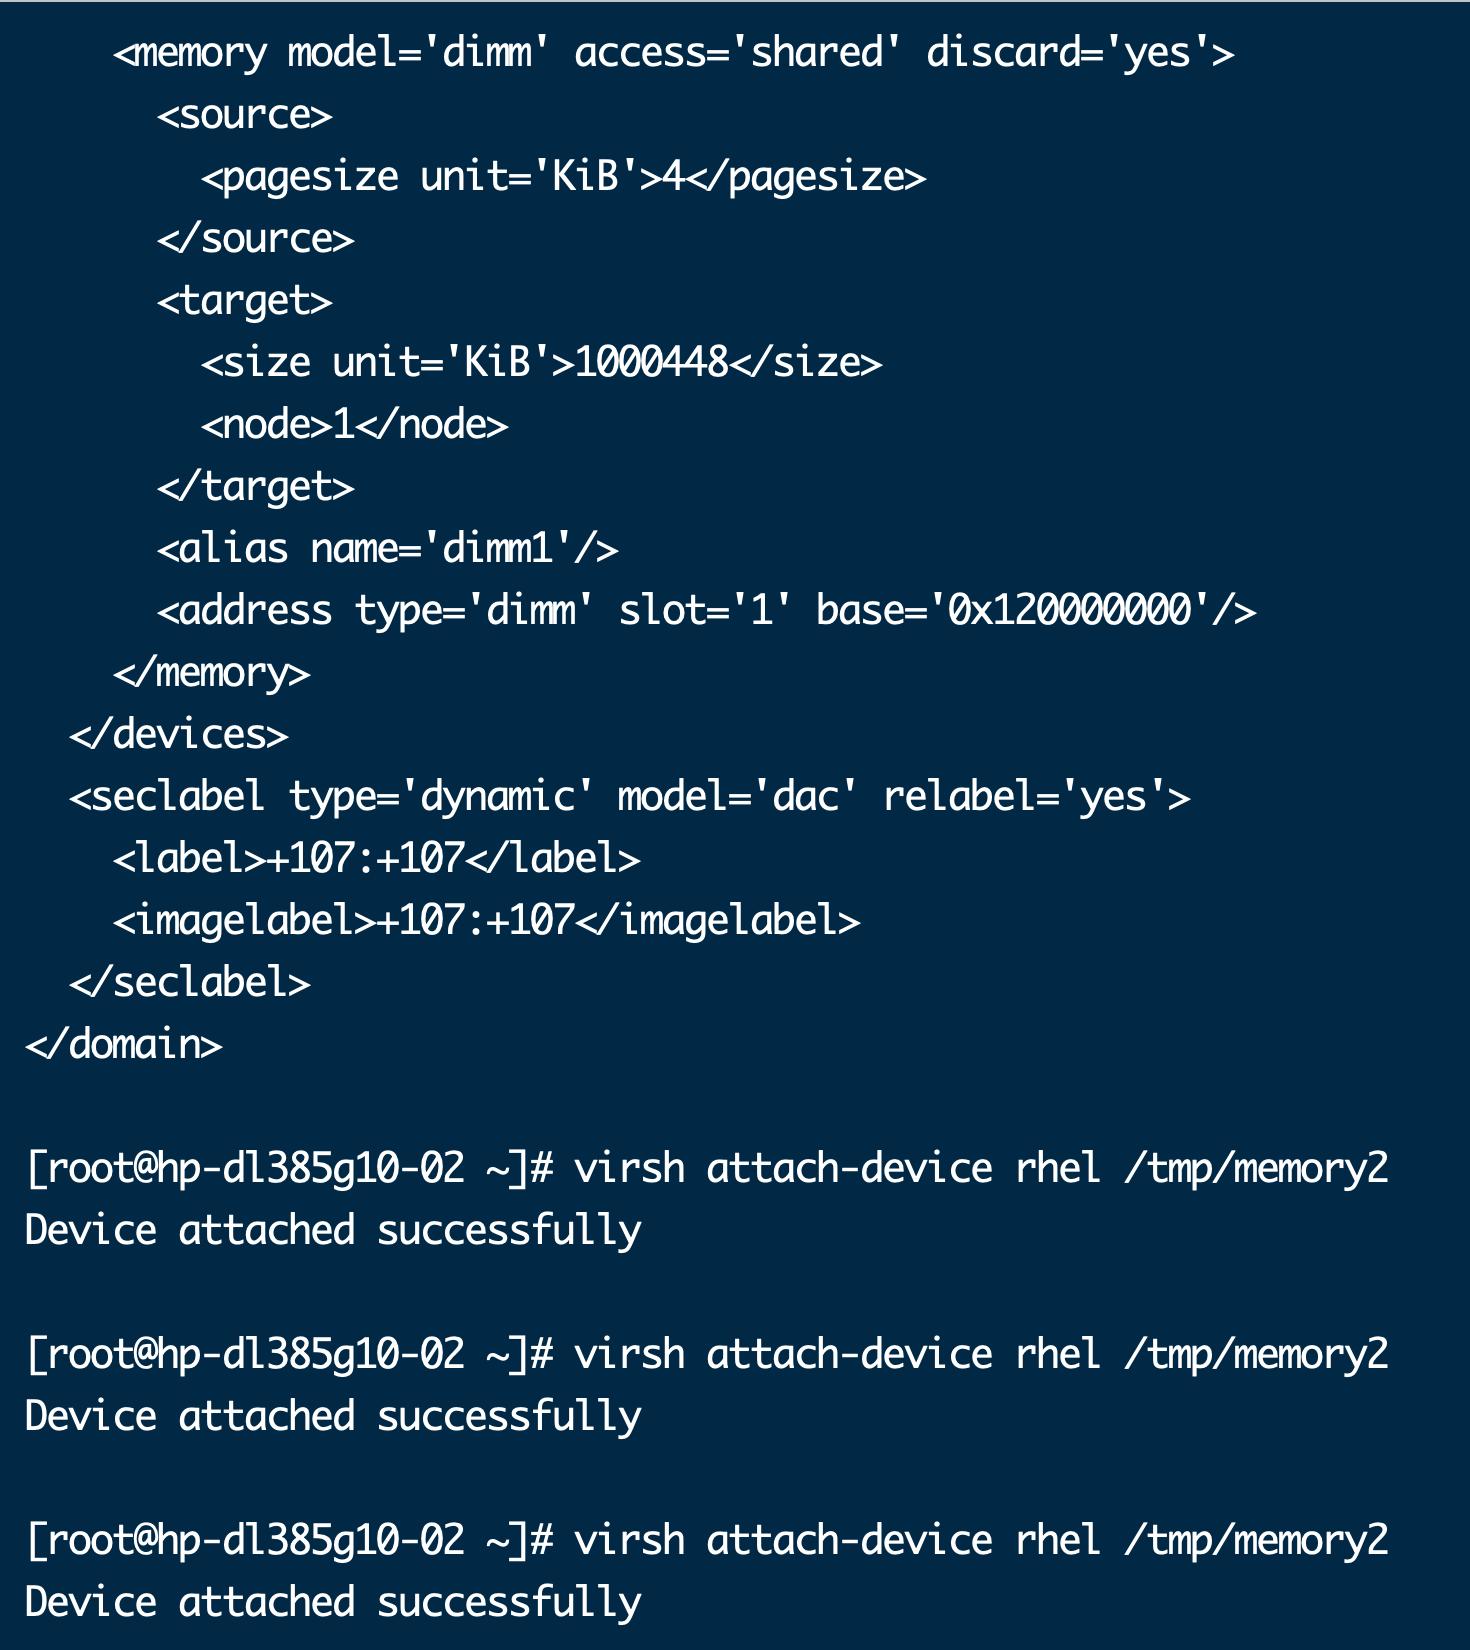 <memory model='dimm' access='shared' discard='yes'>
      <source>
        <pagesize unit='KiB'>4</pagesize>
      </source>
      <target>
        <size unit='KiB'>1000448</size>
        <node>1</node>
      </target>
      <alias name='dimm1'/>
      <address type='dimm' slot='1' base='0x120000000'/>
    </memory>
  </devices>
  <seclabel type='dynamic' model='dac' relabel='yes'>
    <label>+107:+107</label>
    <imagelabel>+107:+107</imagelabel>
  </seclabel>
</domain>

[root@hp-dl385g10-02 ~]# virsh attach-device rhel /tmp/memory2
Device attached successfully

[root@hp-dl385g10-02 ~]# virsh attach-device rhel /tmp/memory2
Device attached successfully

[root@hp-dl385g10-02 ~]# virsh attach-device rhel /tmp/memory2
Device attached successfully